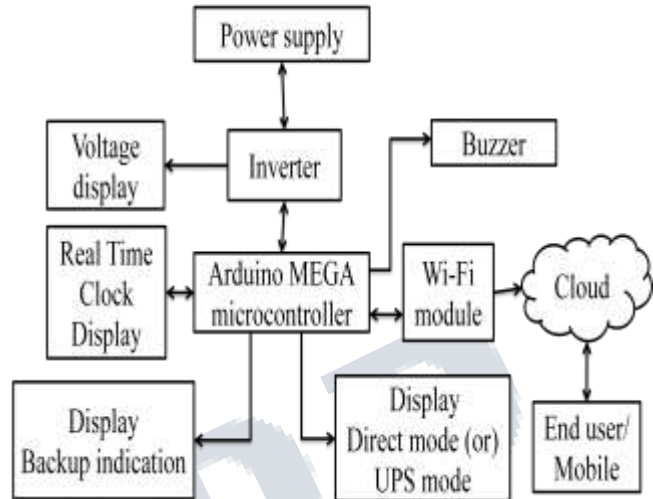 Power supply
Voltage
display
Inverter
Buzzer
Real Time
Clock
Display
Arduino MEGA
microcontroller
Wi-Fi
module
Cloud
Display
Backup indication
Display
Direct mode (or)
UPS mode
End user/
Mobile